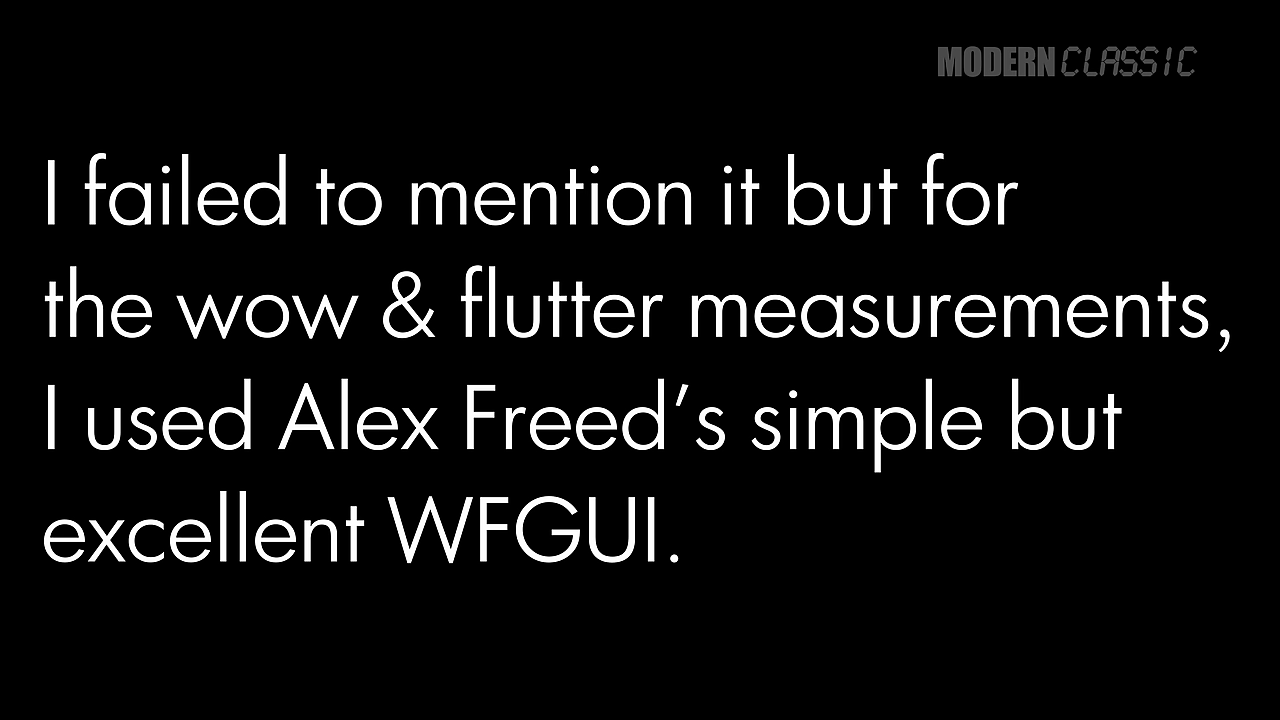 MODERN CLASSIC
I failed to mention it but for
the wow & flutter measurements,
I used Alex Freed’s simple but
excellent WFGUI.